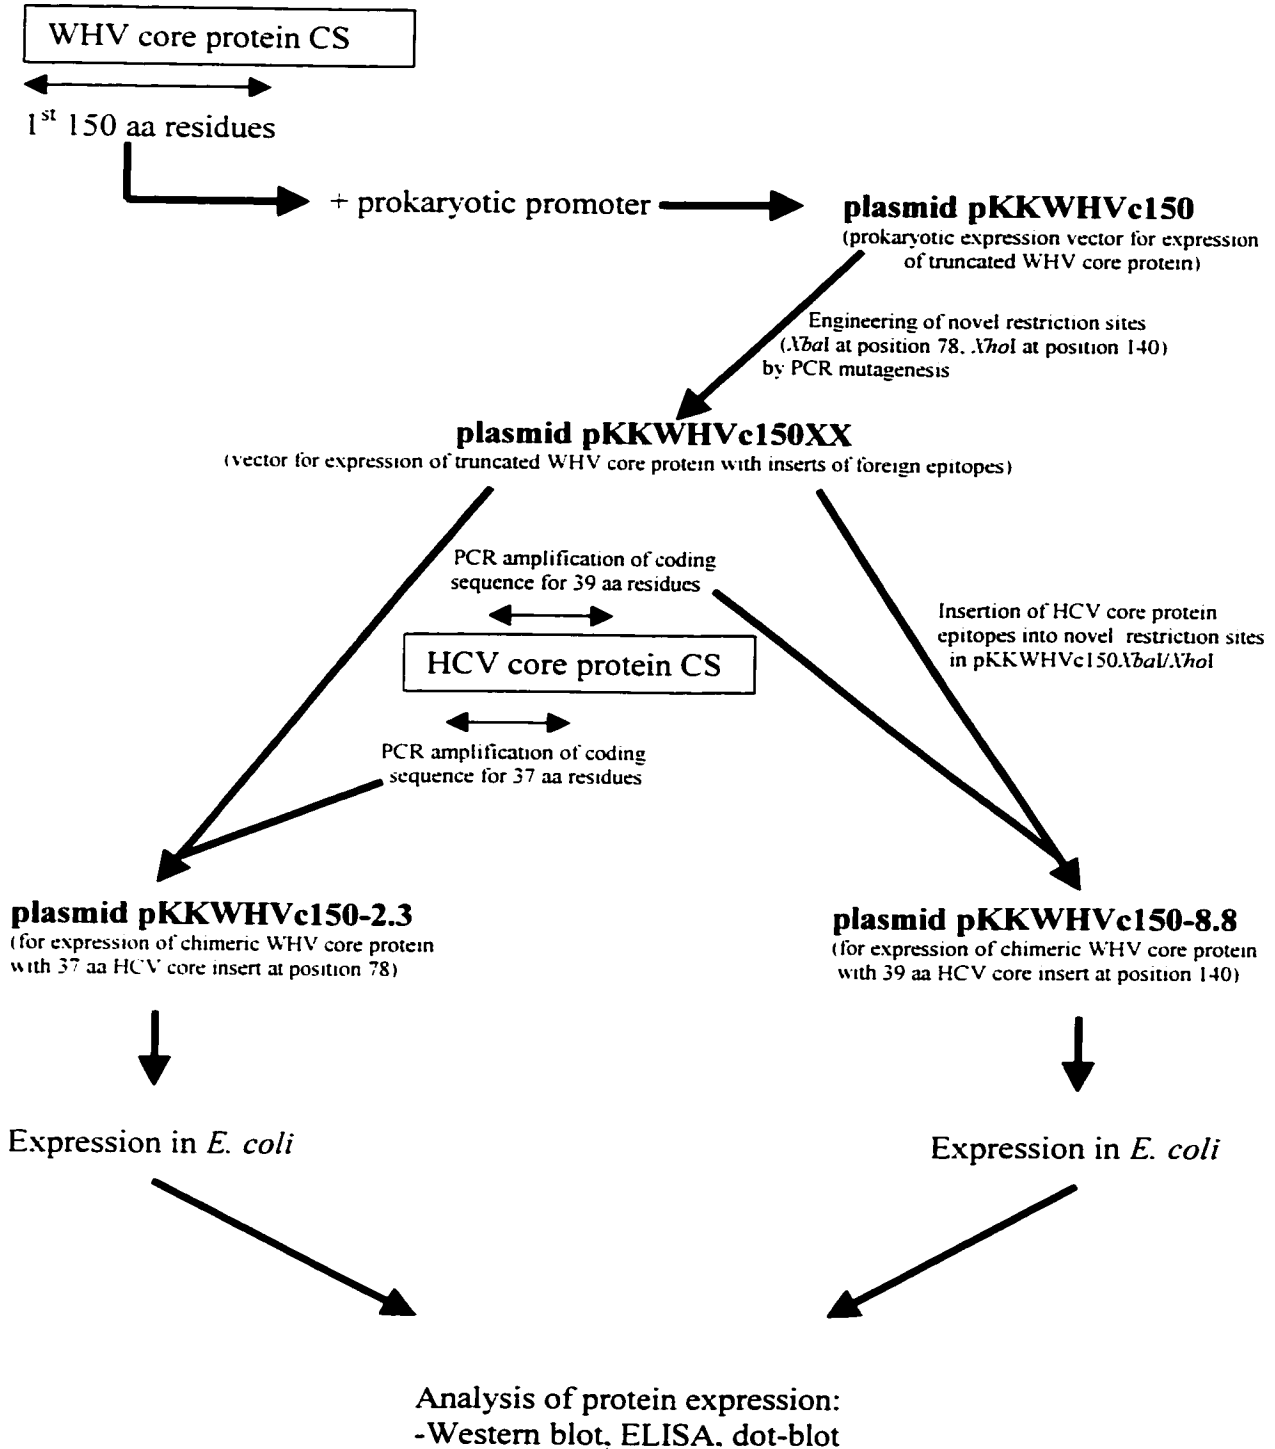 WHV core protein CS
1st 150 aa residues
+ prokaryotic promoter
plasmid pKKWHVc150
(prokaryotic expression vector for expression
of truncated WHV core protein)
Engineering of novel restriction sites
(XbaI at position 78, XhoI at position 140)
by PCR mutagenesis
plasmid pKKWHVc150XX
(vector for expression of truncated WHV core protein with inserts of foreign epitopes)
PCR amplification of coding
sequence for 39 aa residues
Insertion of HCV core protein
epitopes into novel restriction sites
in pKKWHVc150XbaI/XhoI
HCV core protein CS
PCR amplification of coding
sequence for 37 aa residues
plasmid pKKWHVc150-2.3
(for expression of chimeric WHV core protein
with 37 aa HCV core insert at position 78)
plasmid pKKWHVc150-8.8
(for expression of chimeric WHV core protein
with 39 aa HCV core insert at position 140)
Expression in E. coli
Expression in E. coli
Analysis of protein expression:
-Western blot, ELISA, dot-blot